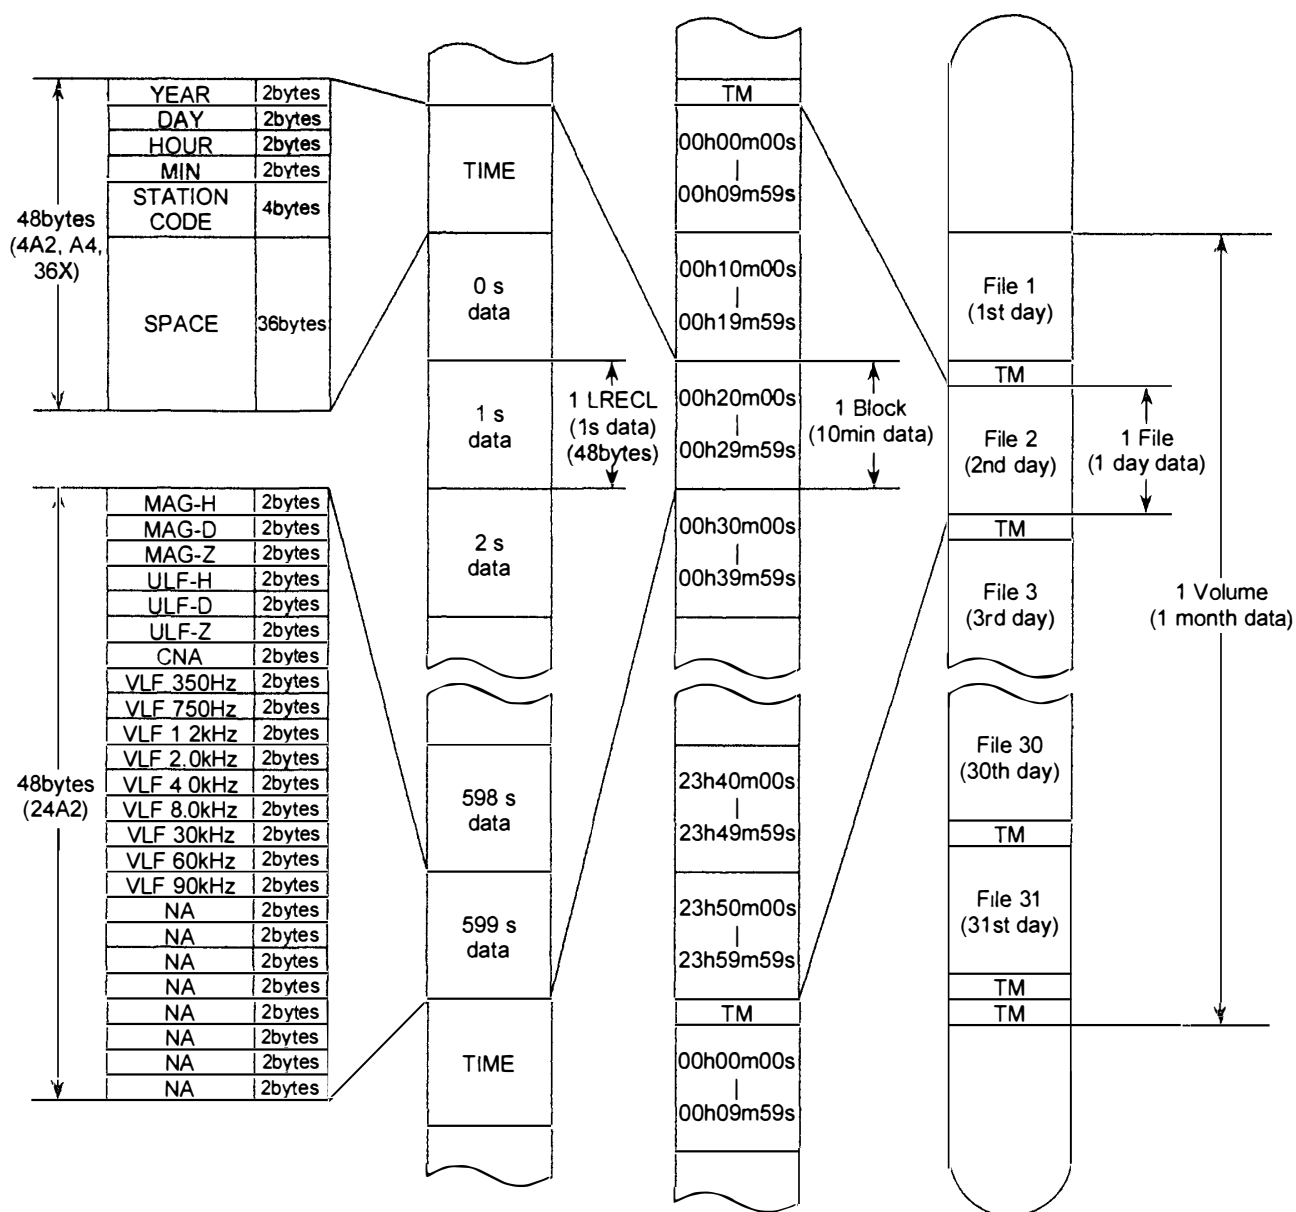 YEAR 2bytes
DAY 2bytes
HOUR 2bytes
MIN 2bytes
STATION
CODE
4bytes
SPACE 36bytes
48bytes
(4A2, A4,
36X)
MAG-H 2bytes
MAG-D 2bytes
MAG-Z 2bytes
ULF-H 2bytes
ULF-D 2bytes
ULF-Z 2bytes
CNA 2bytes
VLF 350Hz 2bytes
VLF 750Hz 2bytes
VLF 1 2kHz 2bytes
VLF 2.0kHz 2bytes
VLF 4 0kHz 2bytes
VLF 8.0kHz 2bytes
VLF 30kHz 2bytes
VLF 60kHz 2bytes
VLF 90kHz 2bytes
NA 2bytes
NA 2bytes
NA 2bytes
NA 2bytes
NA 2bytes
NA 2bytes
NA 2bytes
NA 2bytes
48bytes
(24A2)
TIME
0 s
data
1 s
data
2 s
data
598 s
data
599 s
data
TIME
1 LRECL
(1s data)
(48bytes)
TM
00h00m00s
|
00h09m59s
00h10m00s
|
00h19m59s
00h20m00s
|
00h29m59s
00h30m00s
|
00h39m59s
23h40m00s
|
23h49m59s
23h50m00s
|
23h59m59s
TM
00h00m00s
|
00h09m59s
1 Block
(10min data)
File 1
(1st day)
TM
File 2
(2nd day)
TM
File 3
(3rd day)
File 30
(30th day)
TM
File 31
(31st day)
TM
TM
1 File
(1 day data)
1 Volume
(1 month data)